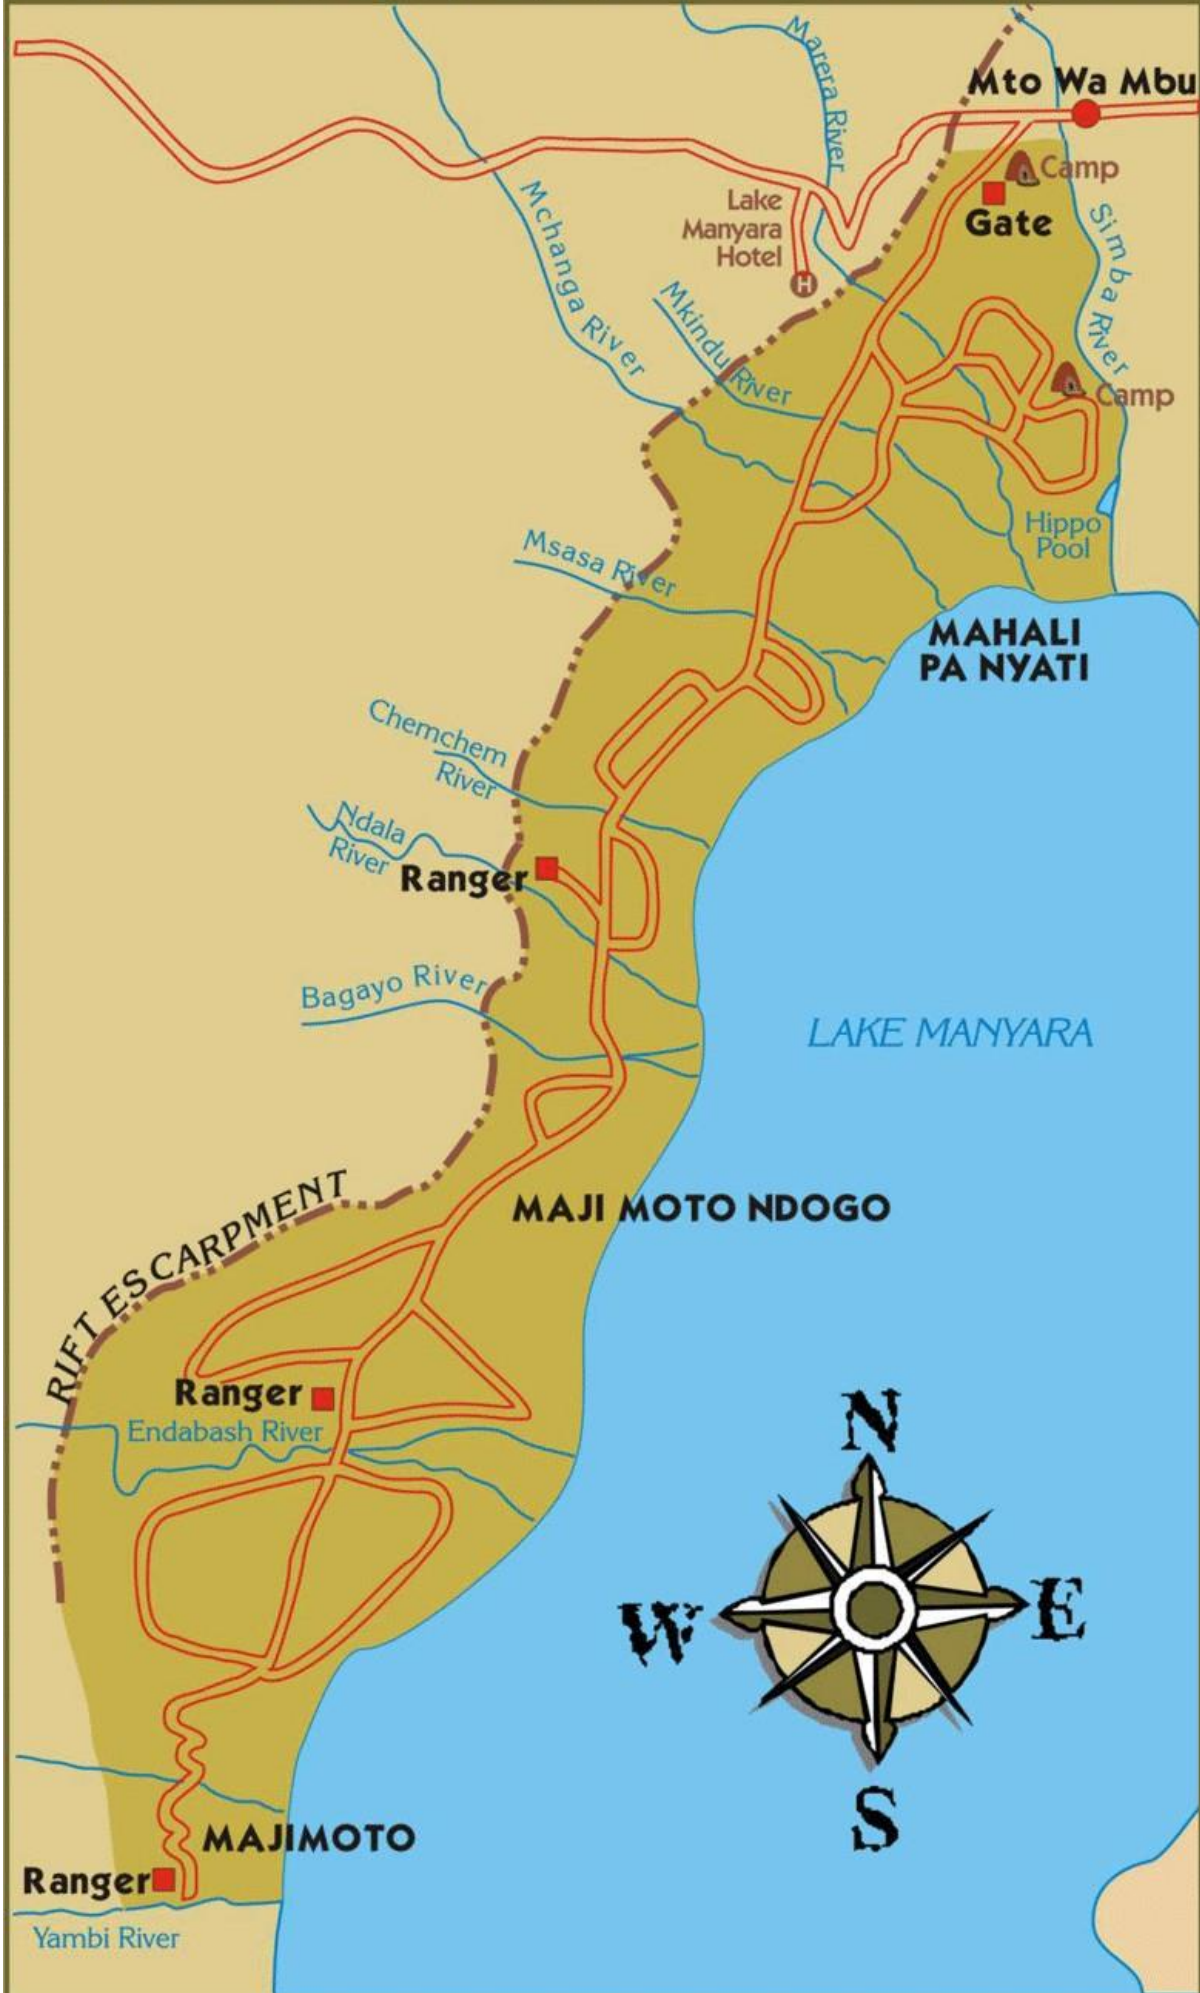 Marera River
Mto Wa Mbu
Camp
Gate
Lake
Manyara
Hotel
H
Mchanga River
Simba River
Mkindu River
Camp
Hippo
Pool
Msasa River
MAHALI
PA NYATI
Chemchem
River
Ndala
River
Ranger
Bagayo River
LAKE MANYARA
RIFT ESCARPMENT
MAJI MOTO NDOGO
Ranger
Endabash River
N
W
E
S
MAJIMOTO
Ranger
Yambi River